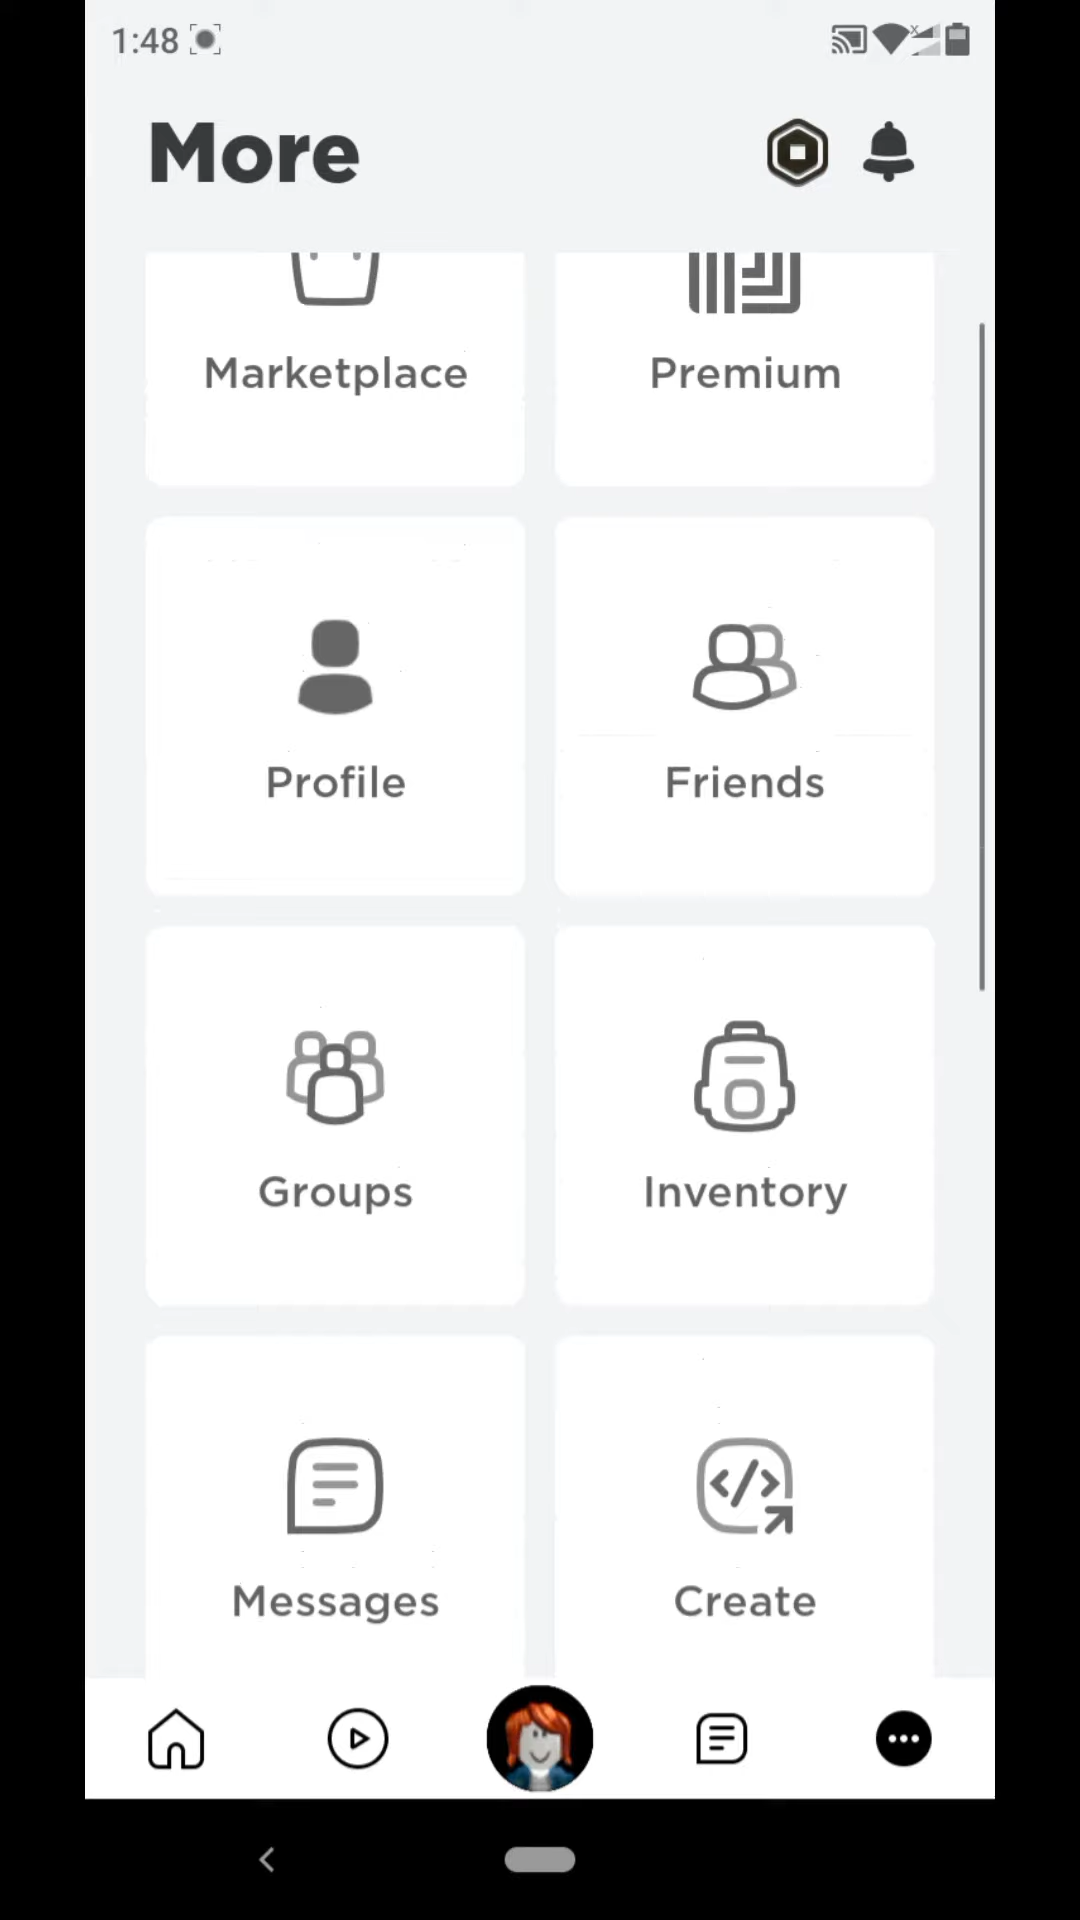 1:48
More
Marketplace
Premium
Profile
Friends
Groups
Inventory
Messages
Create